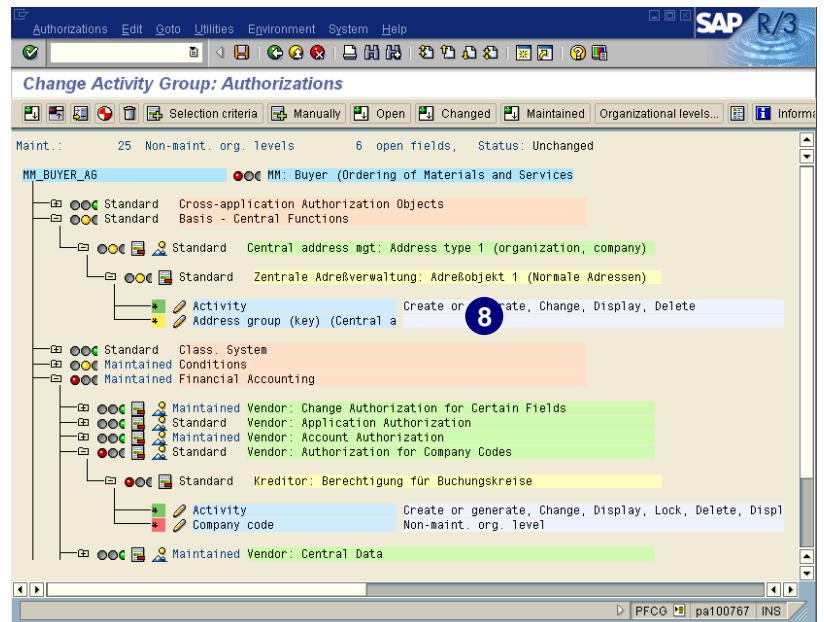 Authorizations Edit Goto Utilities Environment System Help
SAP R/3
Change Activity Group: Authorizations
Selection criteria Manually Open Changed Maintained Organizational levels... Informa
Maint.: 25 Non-maint. org. levels 6 open fields, Status: Unchanged
MM_BUYER_AG MM: Buyer (Ordering of Materials and Services
Standard Cross-application Authorization Objects
Standard Basis - Central Functions
Standard Central address mgt: Address type 1 (organization, company)
Standard Zentrale Adreßverwaltung: Adreßobjekt 1 (Normale Adressen)
* Activity Create or rate, Change, Display, Delete
* Address group (key) (Central a
8
Standard Class. System
Maintained Conditions
Maintained Financial Accounting
Maintained Vendor: Change Authorization for Certain Fields
Standard Vendor: Application Authorization
Maintained Vendor: Account Authorization
Standard Vendor: Authorization for Company Codes
Standard Kreditor: Berechtigung für Buchungskreise
* Activity Create or generate, Change, Display, Lock, Delete, Displ
* Company code Non-maint. org. level
Maintained Vendor: Central Data
PFCG pa100767 INS